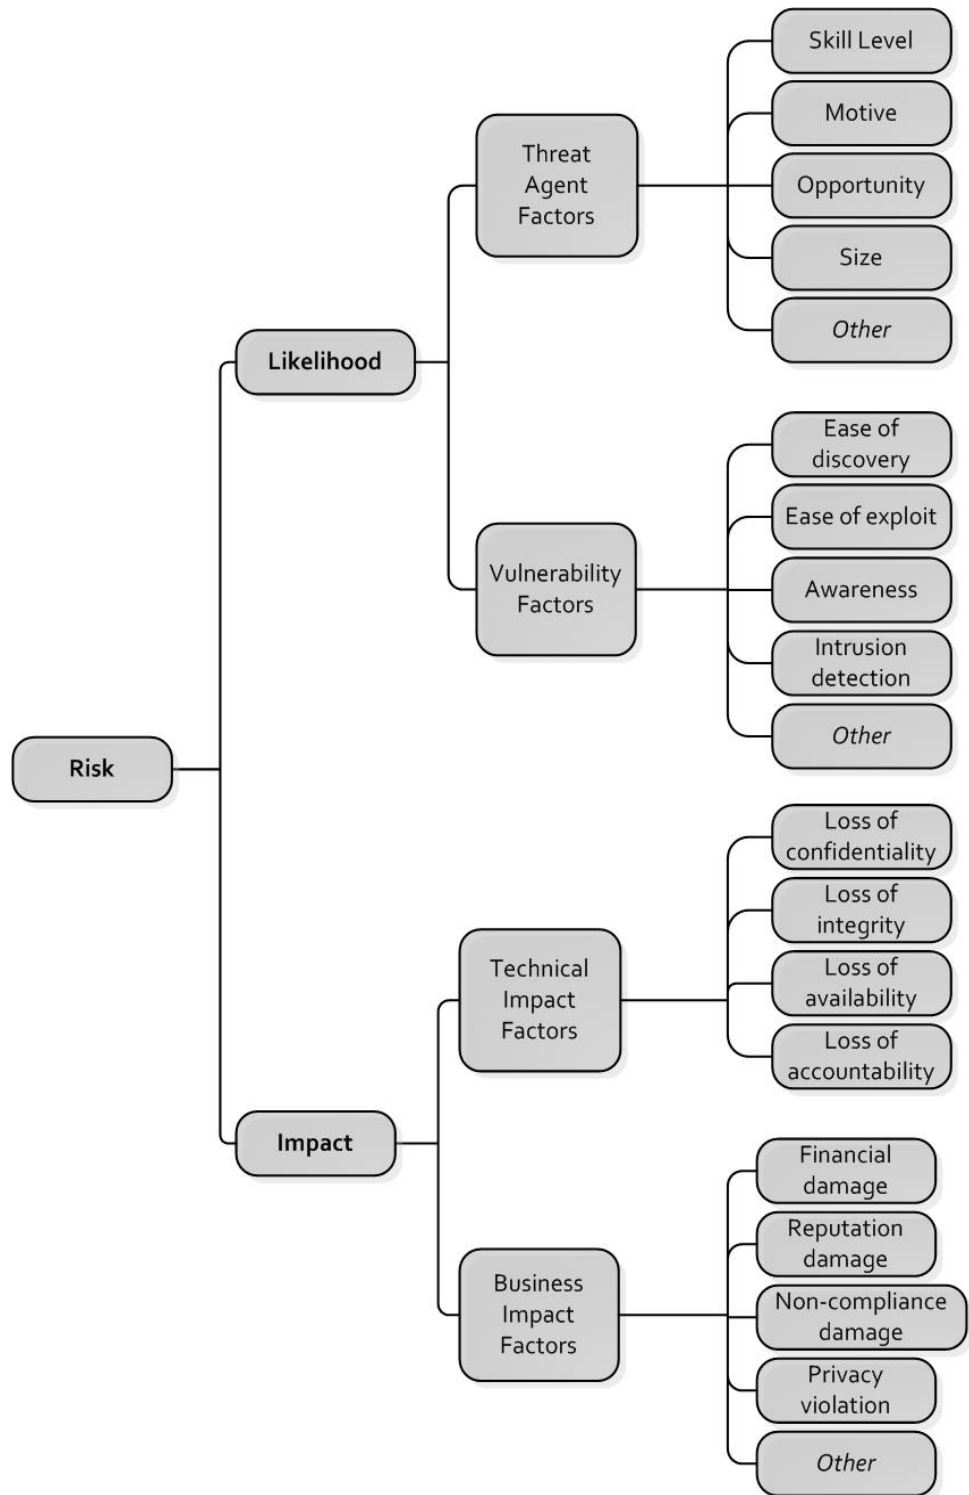 Skill Level
Motive
Threat
Agent
Factors
Opportunity
Size
Other
Likelihood
Ease of
discovery
Ease of exploit
Vulnerability
Factors
Awareness
Intrusion
detection
Other
Risk
Loss of
confidentiality
Loss of
integrity
Technical
Impact
Factors
Loss of
availability
Loss of
accountability
Impact
Financial
damage
Reputation
damage
Business
Impact
Factors
Non-compliance
damage
Privacy
violation
Other